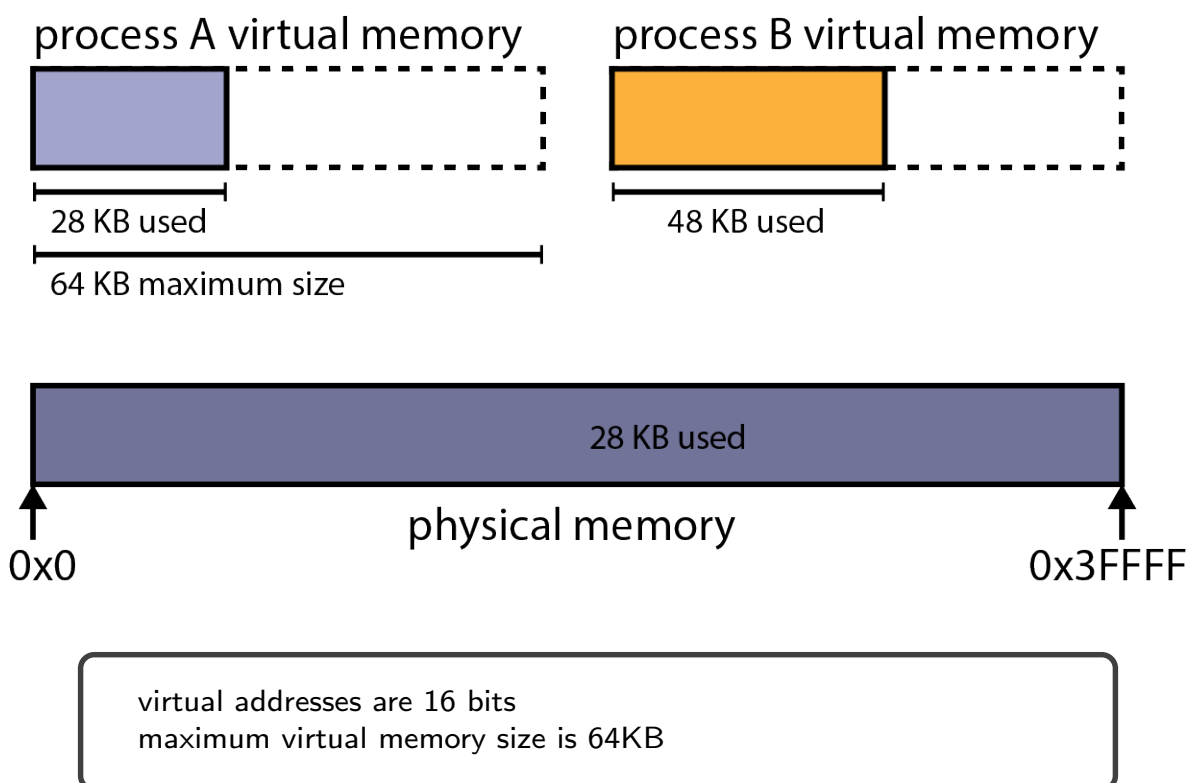 process A virtual memory
process B virtual memory
28 KB used
48 KB used
64 KB maximum size
28 KB used
physical memory
0x0
0x3FFFF
virtual addresses are 16 bits
maximum virtual memory size is 64KB